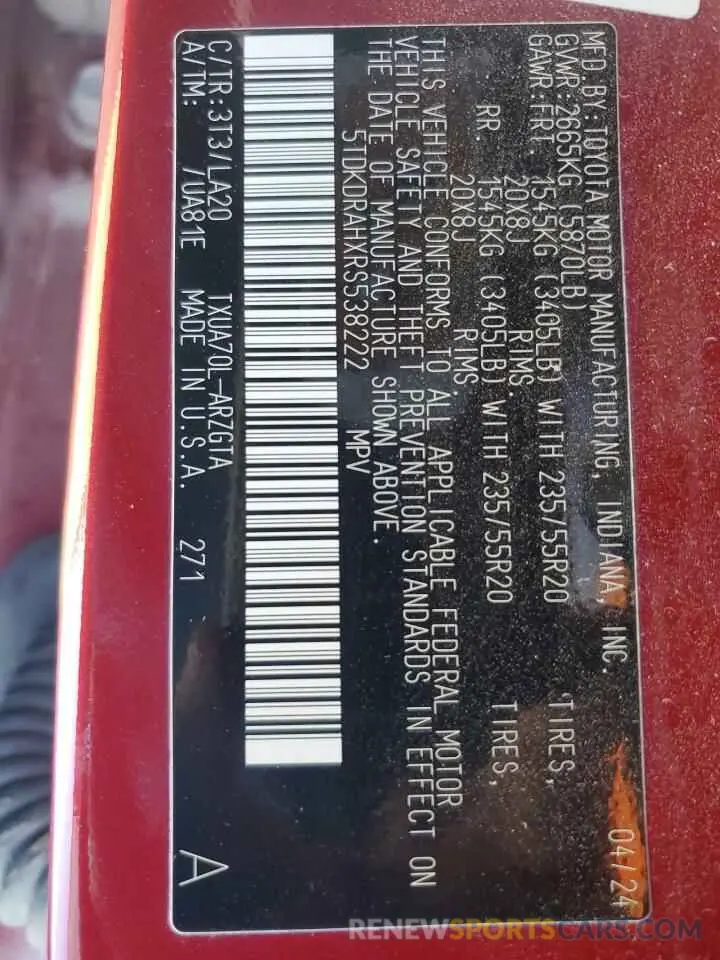 MFD.BY:TOYOTA MOTOR MANUFACTURING, INDIANA, INC. 04/24
GVWR:2665KG (5870LB)
GAWR:FRT 1545KG (3405LB) WITH 235/55R20 TIRES,
20X8J RIMS.
RR. 1545KG (3405LB) WITH 235/55R20 TIRES,
20X8J RIMS.
THIS VEHICLE CONFORMS TO ALL APPLICABLE FEDERAL MOTOR
VEHICLE SAFETY AND THEFT PREVENTION STANDARDS IN EFFECT ON
THE DATE OF MANUFACTURE SHOWN ABOVE.
5TDKDRAHXRS538222 MPV
C/TR:3T3/LA20 TXUA70L-ARZGTA
A/TM: /UA81E MADE IN U.S.A. 271 A
RENEWSPORTSCARS.COM